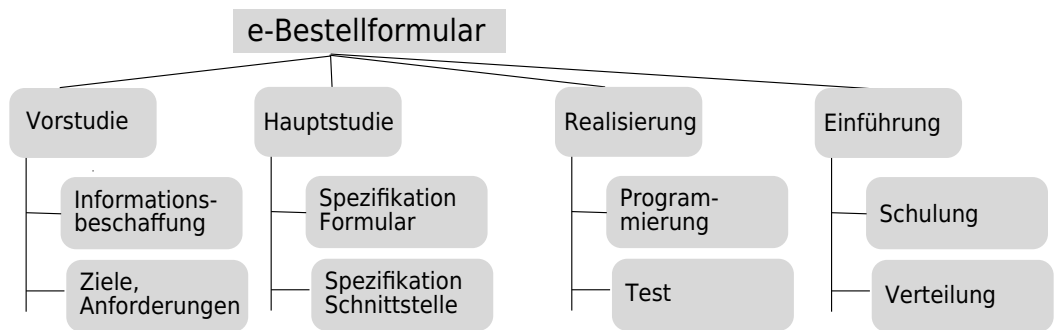 e-Bestellformular
Vorstudie
Informations-
beschaffung
Ziele,
Anforderungen
Hauptstudie
Spezifikation
Formular
Spezifikation
Schnittstelle
Realisierung
Program-
mierung
Test
Einführung
Schulung
Verteilung